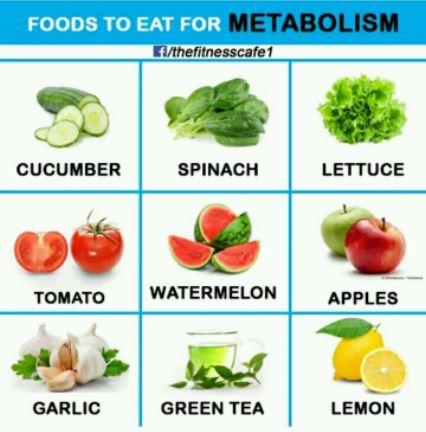 FOODS TO EAT FOR METABOLISM
f/thefitnesscafe1
CUCUMBER
SPINACH
LETTUCE
TOMATO
WATERMELON
APPLES
GARLIC
GREEN TEA
LEMON